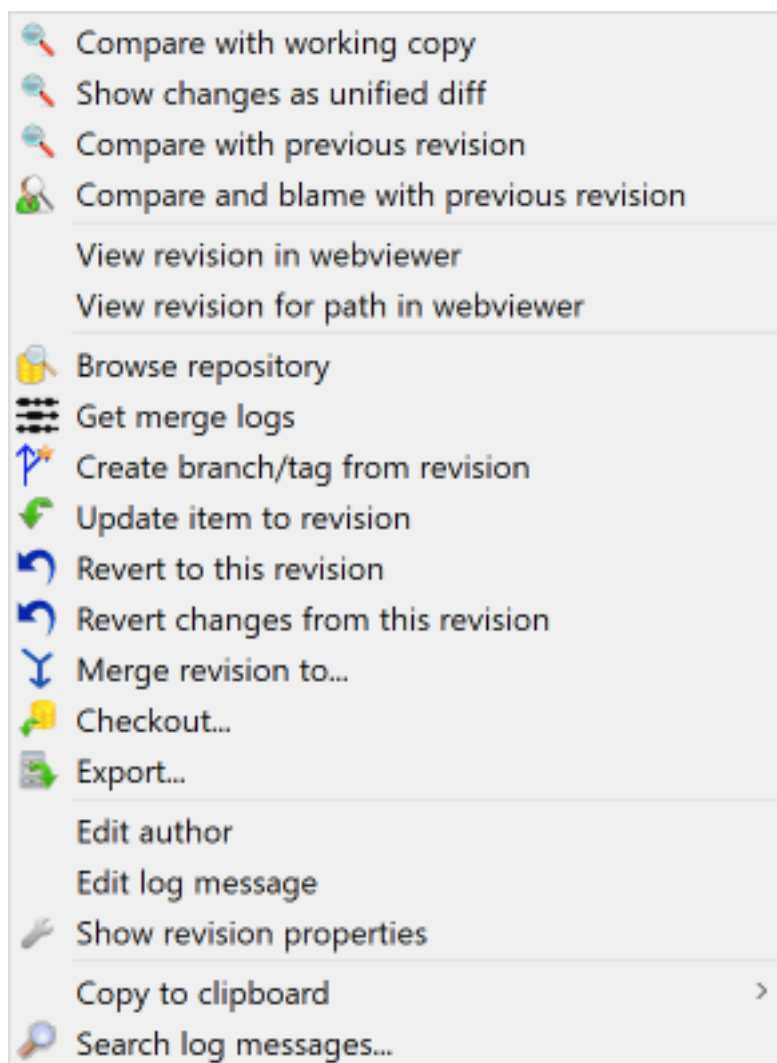 Compare with working copy
Show changes as unified diff
Compare with previous revision
Compare and blame with previous revision
View revision in webviewer
View revision for path in webviewer
Browse repository
Get merge logs
Create branch/tag from revision
Update item to revision
Revert to this revision
Revert changes from this revision
Merge revision to...
Checkout...
Export...
Edit author
Edit log message
Show revision properties
Copy to clipboard
Search log messages...